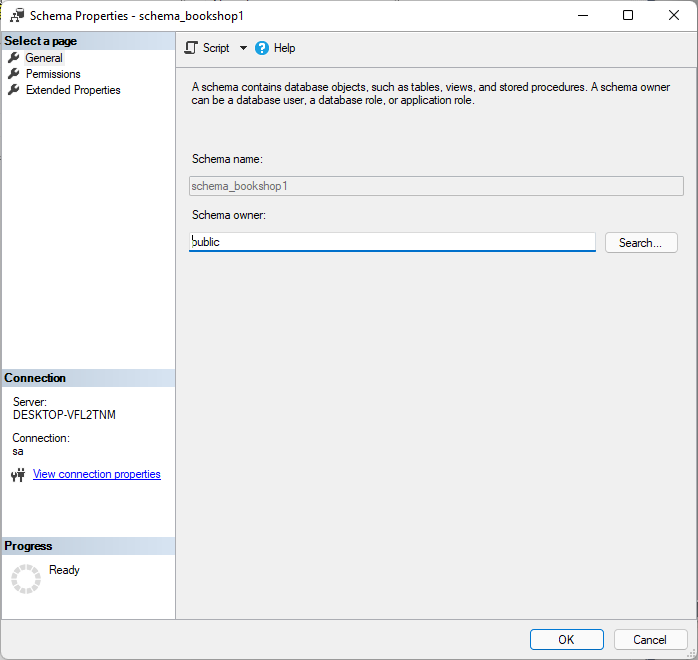 Schema Properties - schema_bookshop1
Select a page
General
Permissions
Extended Properties
Script
Help
A schema contains database objects, such as tables, views, and stored procedures. A schema owner
can be a database user, a database role, or application role.
Schema name:
schema_bookshop1
Schema owner:
public
Search...
Connection
Server:
DESKTOP-VFL2TNM
Connection:
sa
View connection properties
Progress
Ready
OK
Cancel